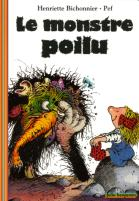 Henriette Bichonnier • Pef
Le monstre
poilu